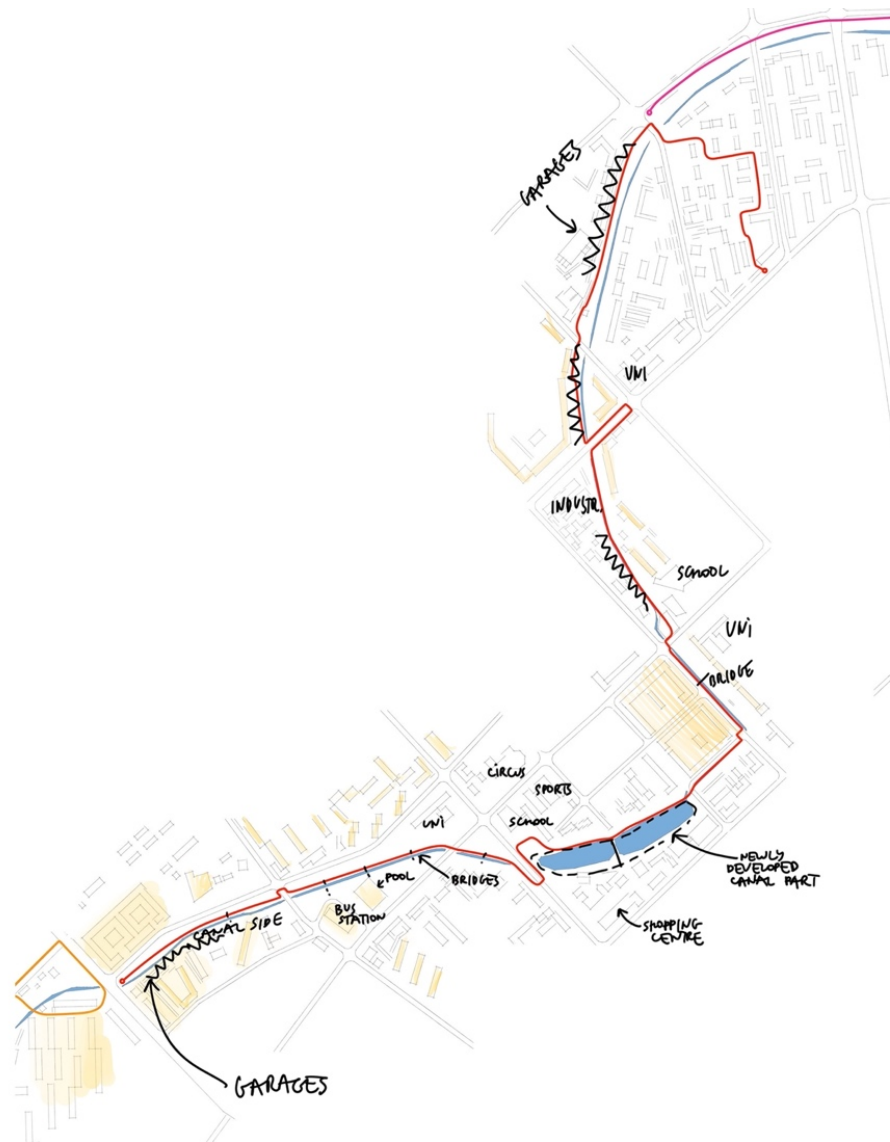 GARAGES
UNI
INDUSTR.
SCHOOL
UNI
BRIDGE
CIRCUS
SPORTS
UNI
SCHOOL
NEWLY
DEVELOPED
CANAL PART
POOL
BRIDGES
BUS
STATION
CANAL SIDE
SHOPPING
CENTRE
GARAGES